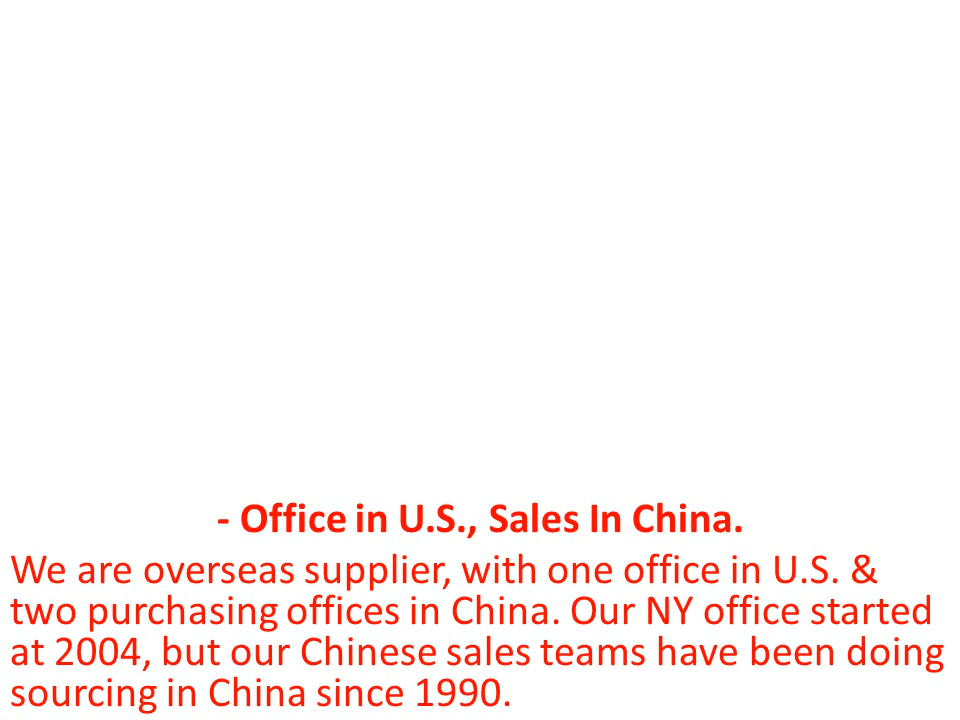 - Office in U.S., Sales In China.
We are overseas supplier, with one office in U.S. &
two purchasing offices in China. Our NY office started
at 2004, but our Chinese sales teams have been doing
sourcing in China since 1990.